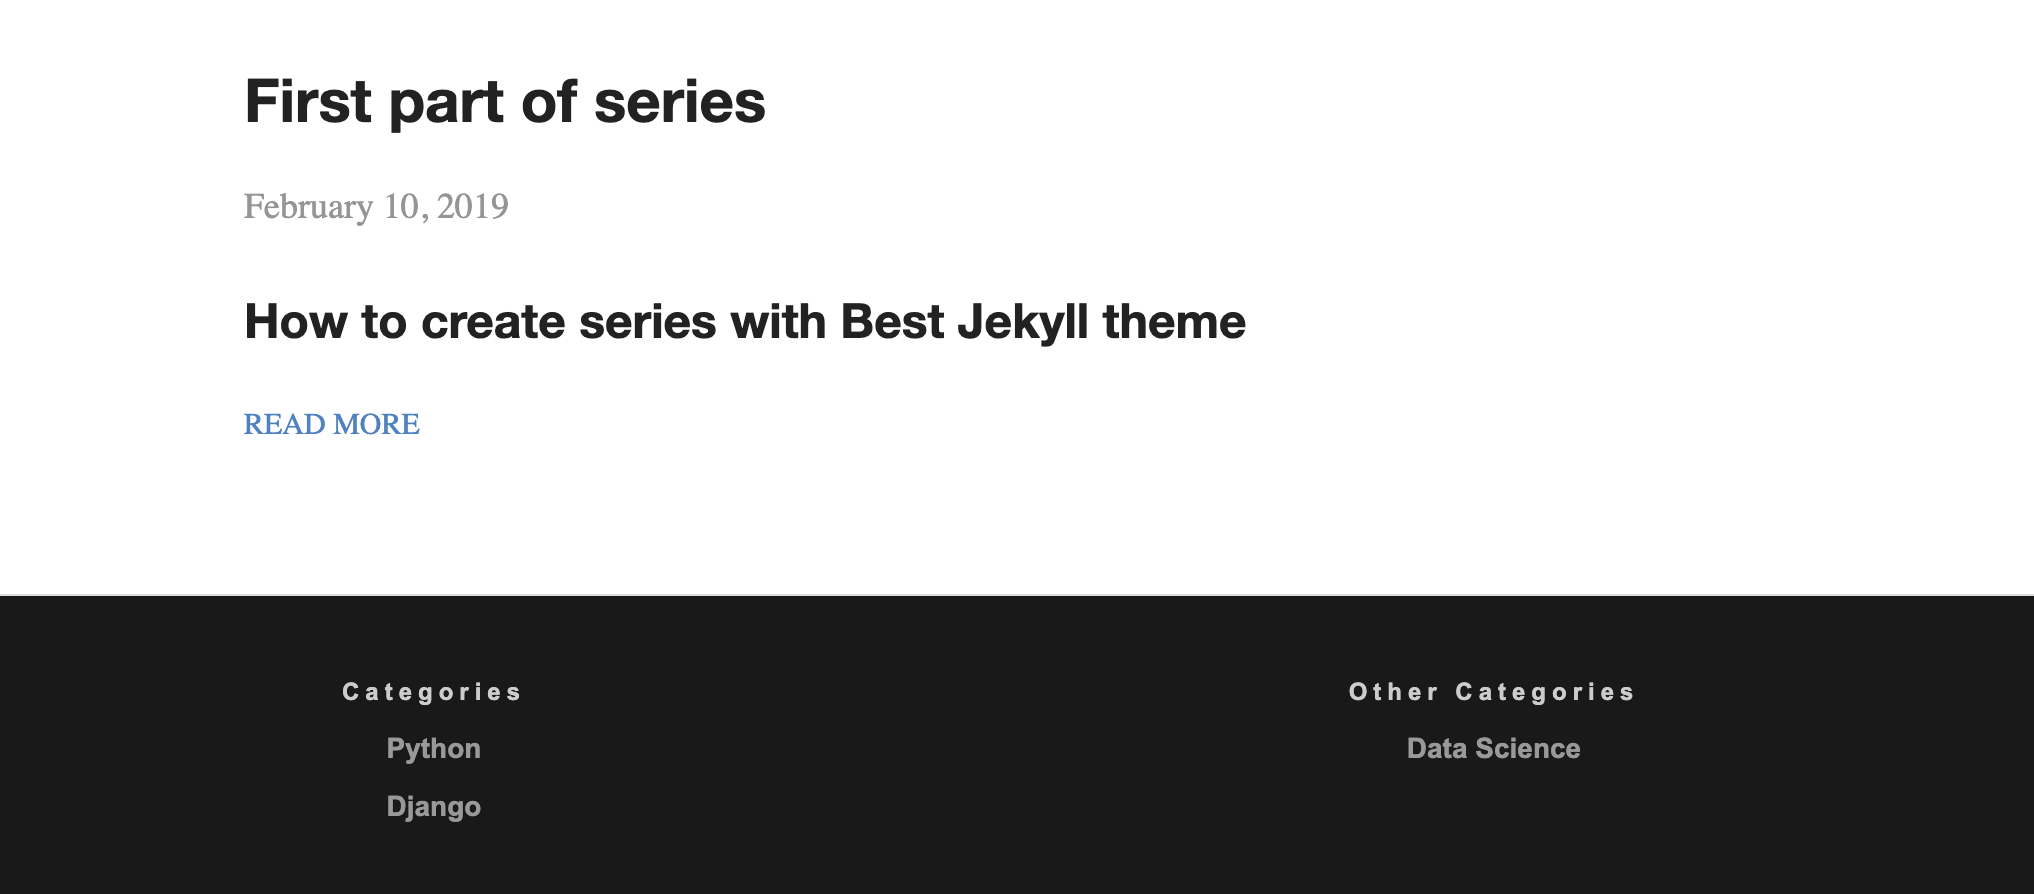 First part of series
February 10, 2019
How to create series with Best Jekyll theme
READ MORE
Categories
Python
Django
Other Categories
Data Science